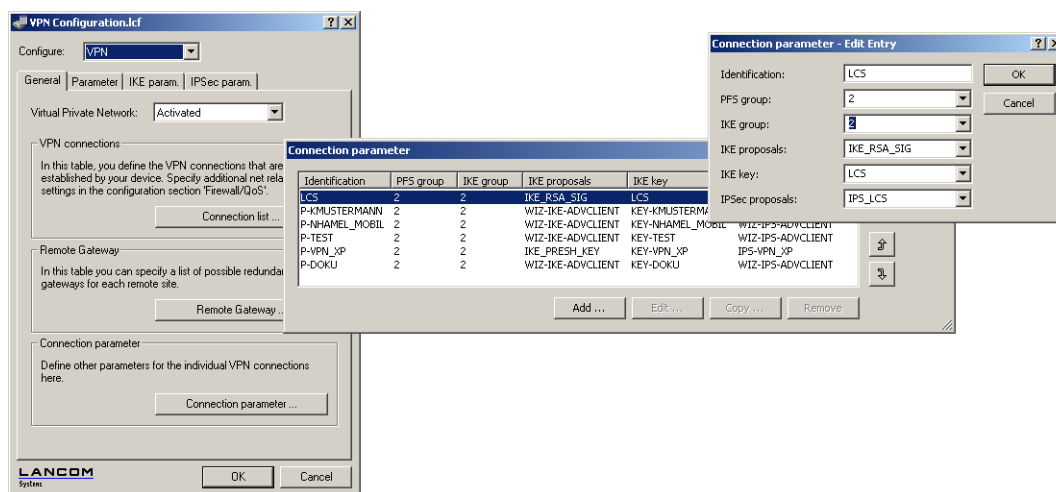 VPN Configuration.lcf
Configure: VPN
General Parameter IKE param. IPSec param.
Virtual Private Network: Activated
VPN connections
In this table, you define the VPN connections that are
established by your device. Specify additional net rela
settings in the configuration section 'Firewall/QoS'.
Connection list ...
Remote Gateway
In this table you can specify a list of possible redundan
gateways for each remote site.
Remote Gateway ..
Connection parameter
Define other parameters for the individual VPN connections
here.
Connection parameter ...
LANCOM
Systems
OK Cancel
Connection parameter
Identification PFS group IKE group IKE proposals IKE key
LCS 2 2 IKE_RSA_SIG LCS
P-KMUSTERMANN 2 2 WIZ-IKE-ADVCLIENT KEY-KMUSTERMA
P-NHAMEL_MOBIL 2 2 WIZ-IKE-ADVCLIENT KEY-NHAMEL_MOBIL WIZ-IPS-ADVCLIENT
P-TEST 2 2 WIZ-IKE-ADVCLIENT KEY-TEST WIZ-IPS-ADVCLIENT
P-VPN_XP 2 2 IKE_PRESH_KEY KEY-VPN_XP IPS-VPN_XP
P-DOKU 2 2 WIZ-IKE-ADVCLIENT KEY-DOKU WIZ-IPS-ADVCLIENT
Add ... Edit ... Copy ... Remove
Connection parameter - Edit Entry
Identification: LCS OK
PFS group: 2 Cancel
IKE group: 2
IKE proposals: IKE_RSA_SIG
IKE key: LCS
IPSec proposals: IPS_LCS